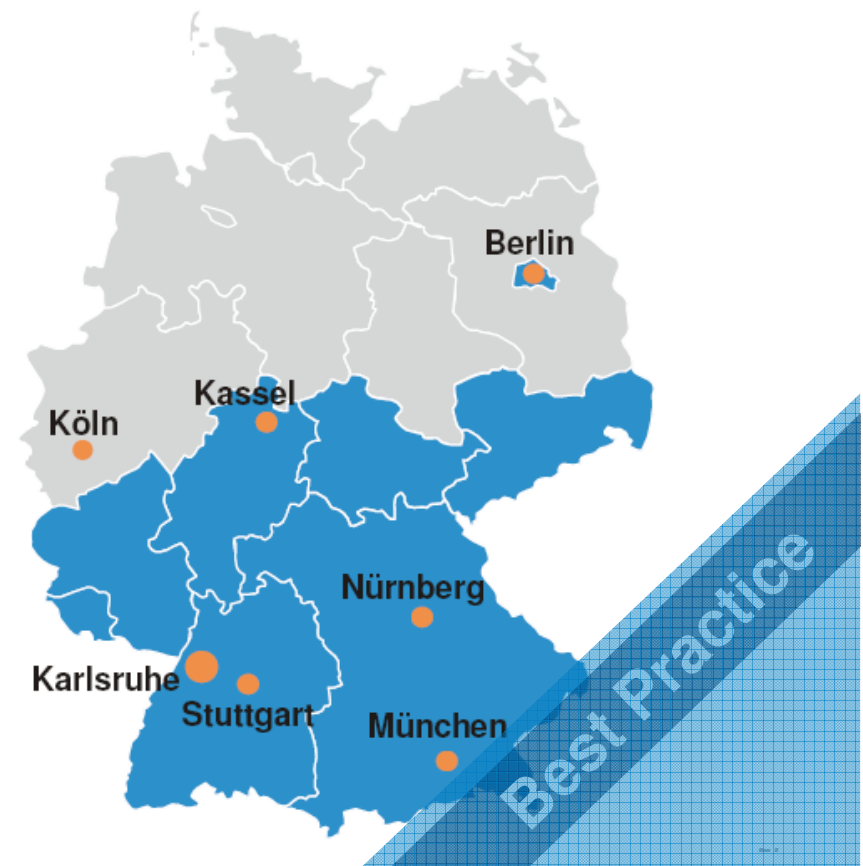 Berlin
Kassel
Köln
Nürnberg
Karlsruhe
Stuttgart
München
Best Practice